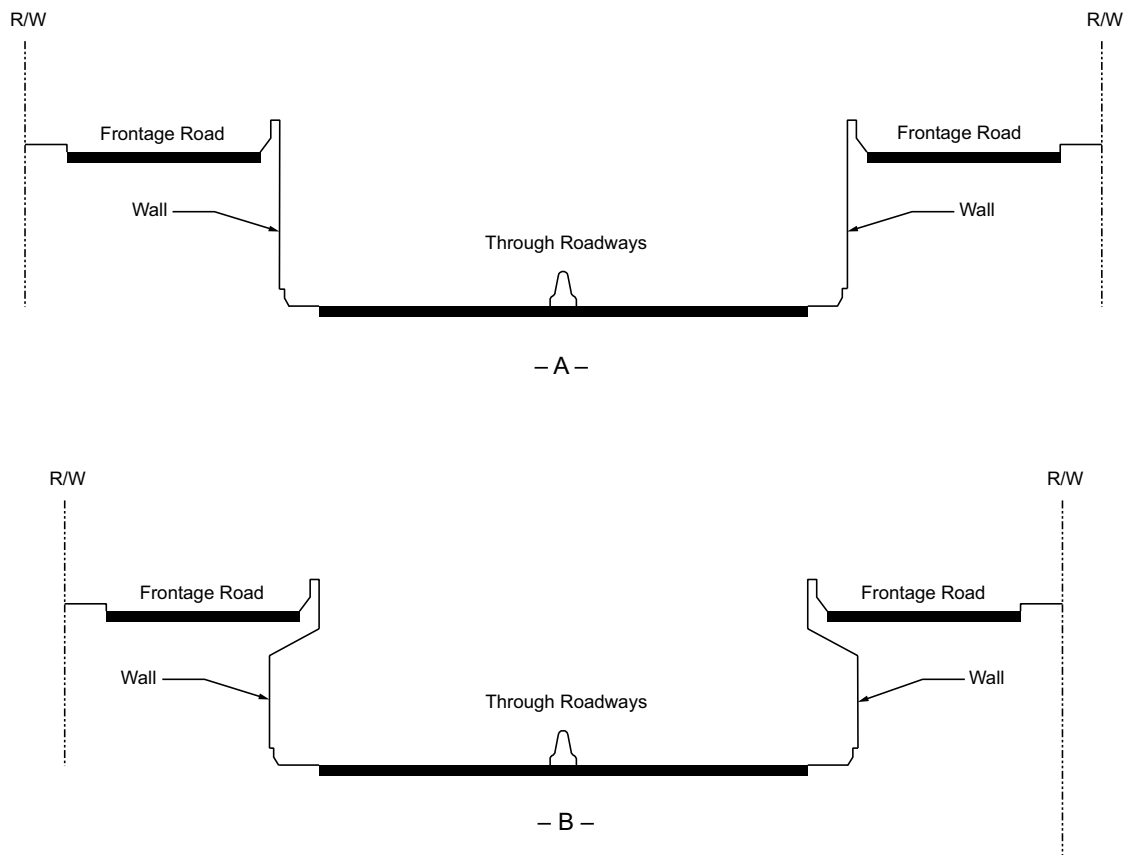 R/W
R/W
Frontage Road
Frontage Road
Wall
Wall
Through Roadways
– A –
R/W
R/W
Frontage Road
Frontage Road
Wall
Wall
Through Roadways
– B –